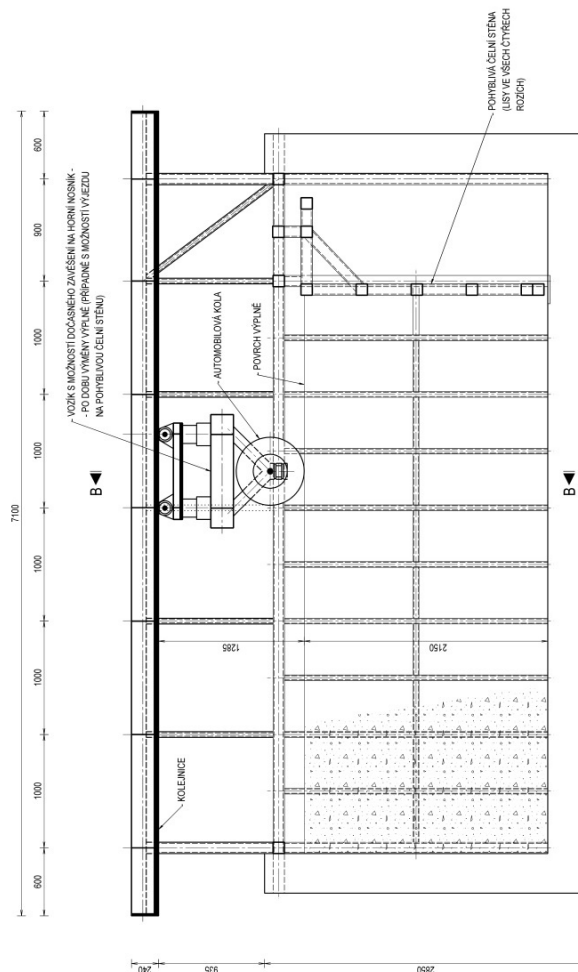 7100
600
1000
1000
1000
1000
1000
900
600
VOZÍK S MOŽNOSTÍ DOČASNÉHO ZAVĚŠENÍ NA HORNÍ NOSNÍK -
- PO DOBU VÝMĚNY VÝPLNĚ (PŘÍPADNĚ S MOŽNOSTÍ VÝJEZDU
NA POHYBLIVOU ČELNÍ STĚNU)
AUTOMOBILOVÁ KOLA
POVRCH VÝPLNĚ
KOLEJNICE
B
B
POHYBLIVÁ ČELNÍ STĚNA
(LISY VE VŠECH ČTYŘECH
ROZÍCH)
1285
2150
240
935
2850